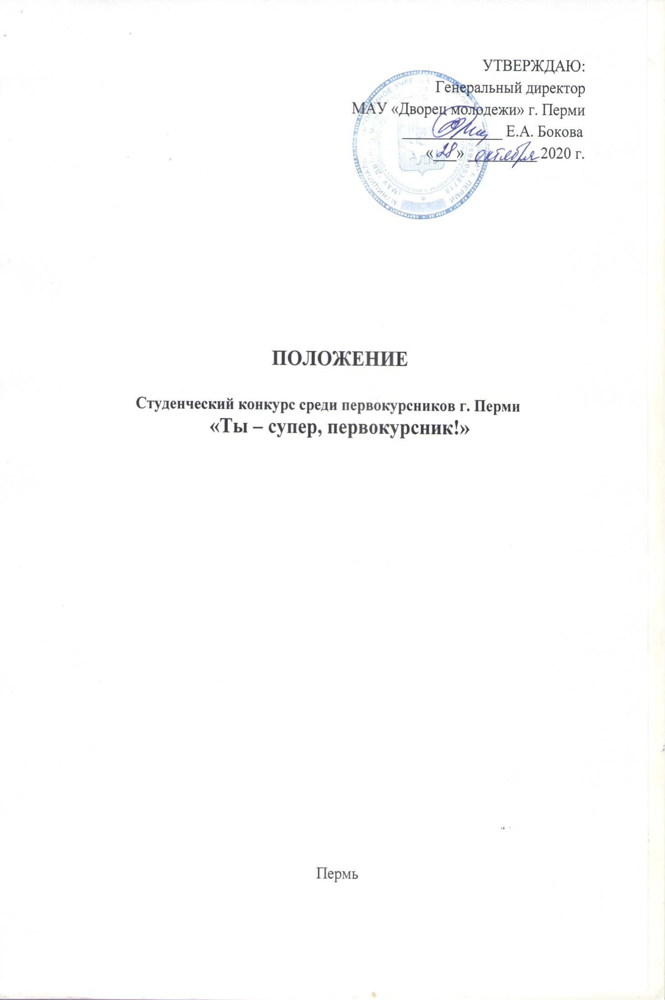 УТВЕРЖДАЮ:
Генеральный директор
МАУ «Дворец молодежи» г. Перми
Е.А. Бокова
«28» октября 2020 г.
ПОЛОЖЕНИЕ
Студенческий конкурс среди первокурсников г. Перми
«Ты – супер, первокурсник!»
Пермь